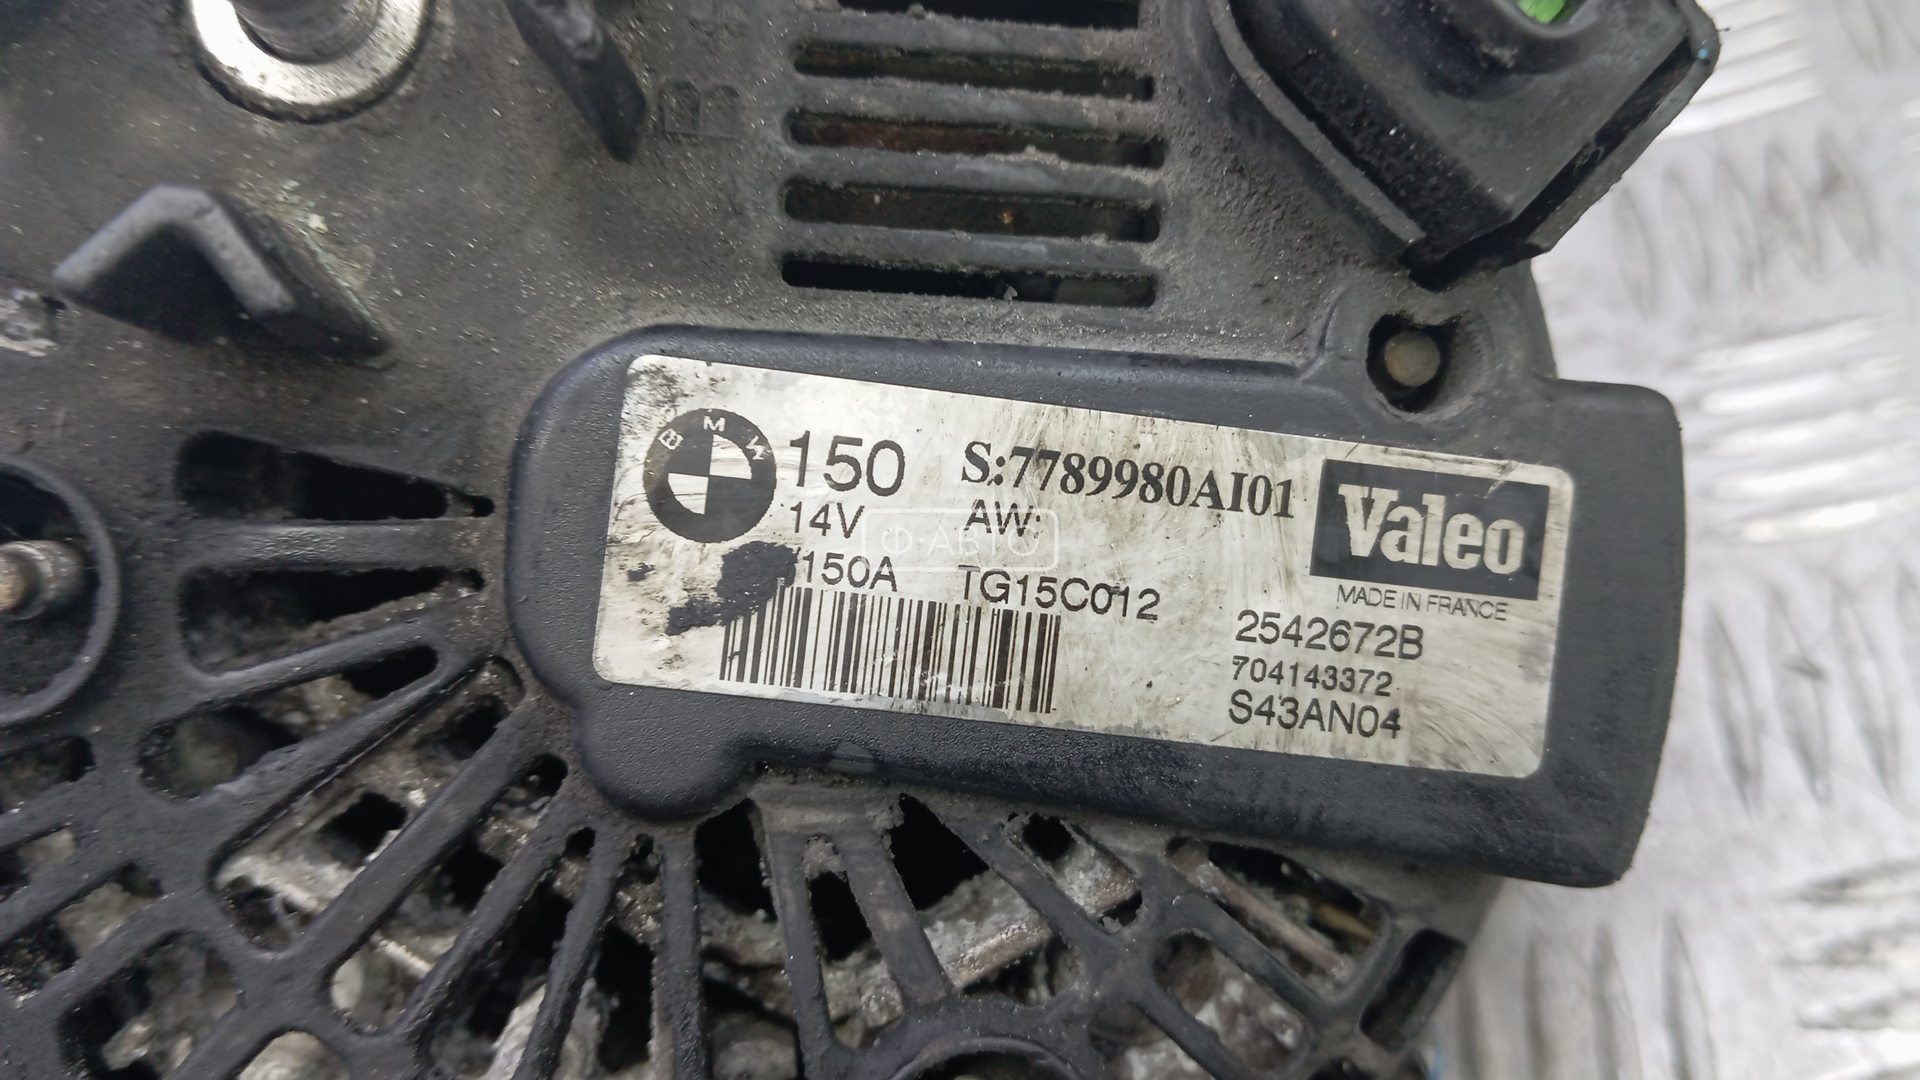 BMW
150
14V
150A
S:7789980AI01
AW:
TG15C012
Valeo
MADE IN FRANCE
2542672B
704143372
S43AN04
Ф·АВТО